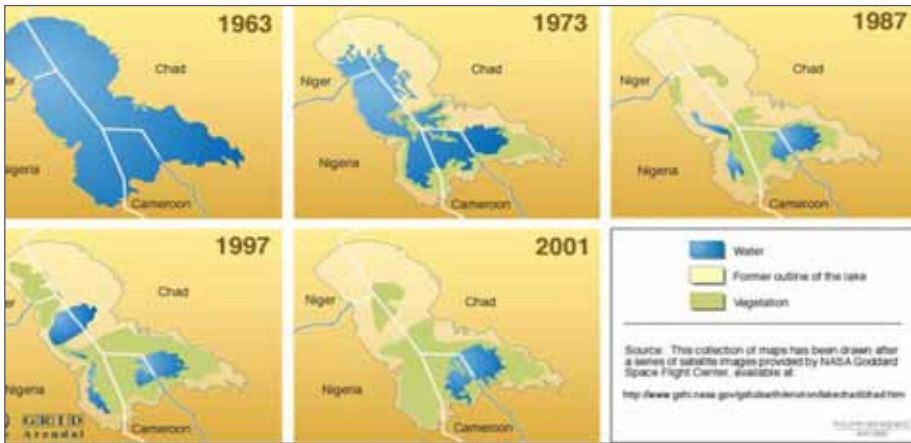 1963
Chad
er
Nigeria
Cameroon
1973
Chad
Niger
Nigeria
Cameroon
1987
Chad
Niger
Nigeria
Cameroon
1997
Chad
er
Nigeria
Cameroon
GRID
Arendal
2001
Chad
Niger
Nigeria
Cameroon
Water
Former outline of the lake
Vegetation
Source: This collection of maps has been drawn after
a series of satellite images provided by NASA Goddard
Space Flight Center, available at: